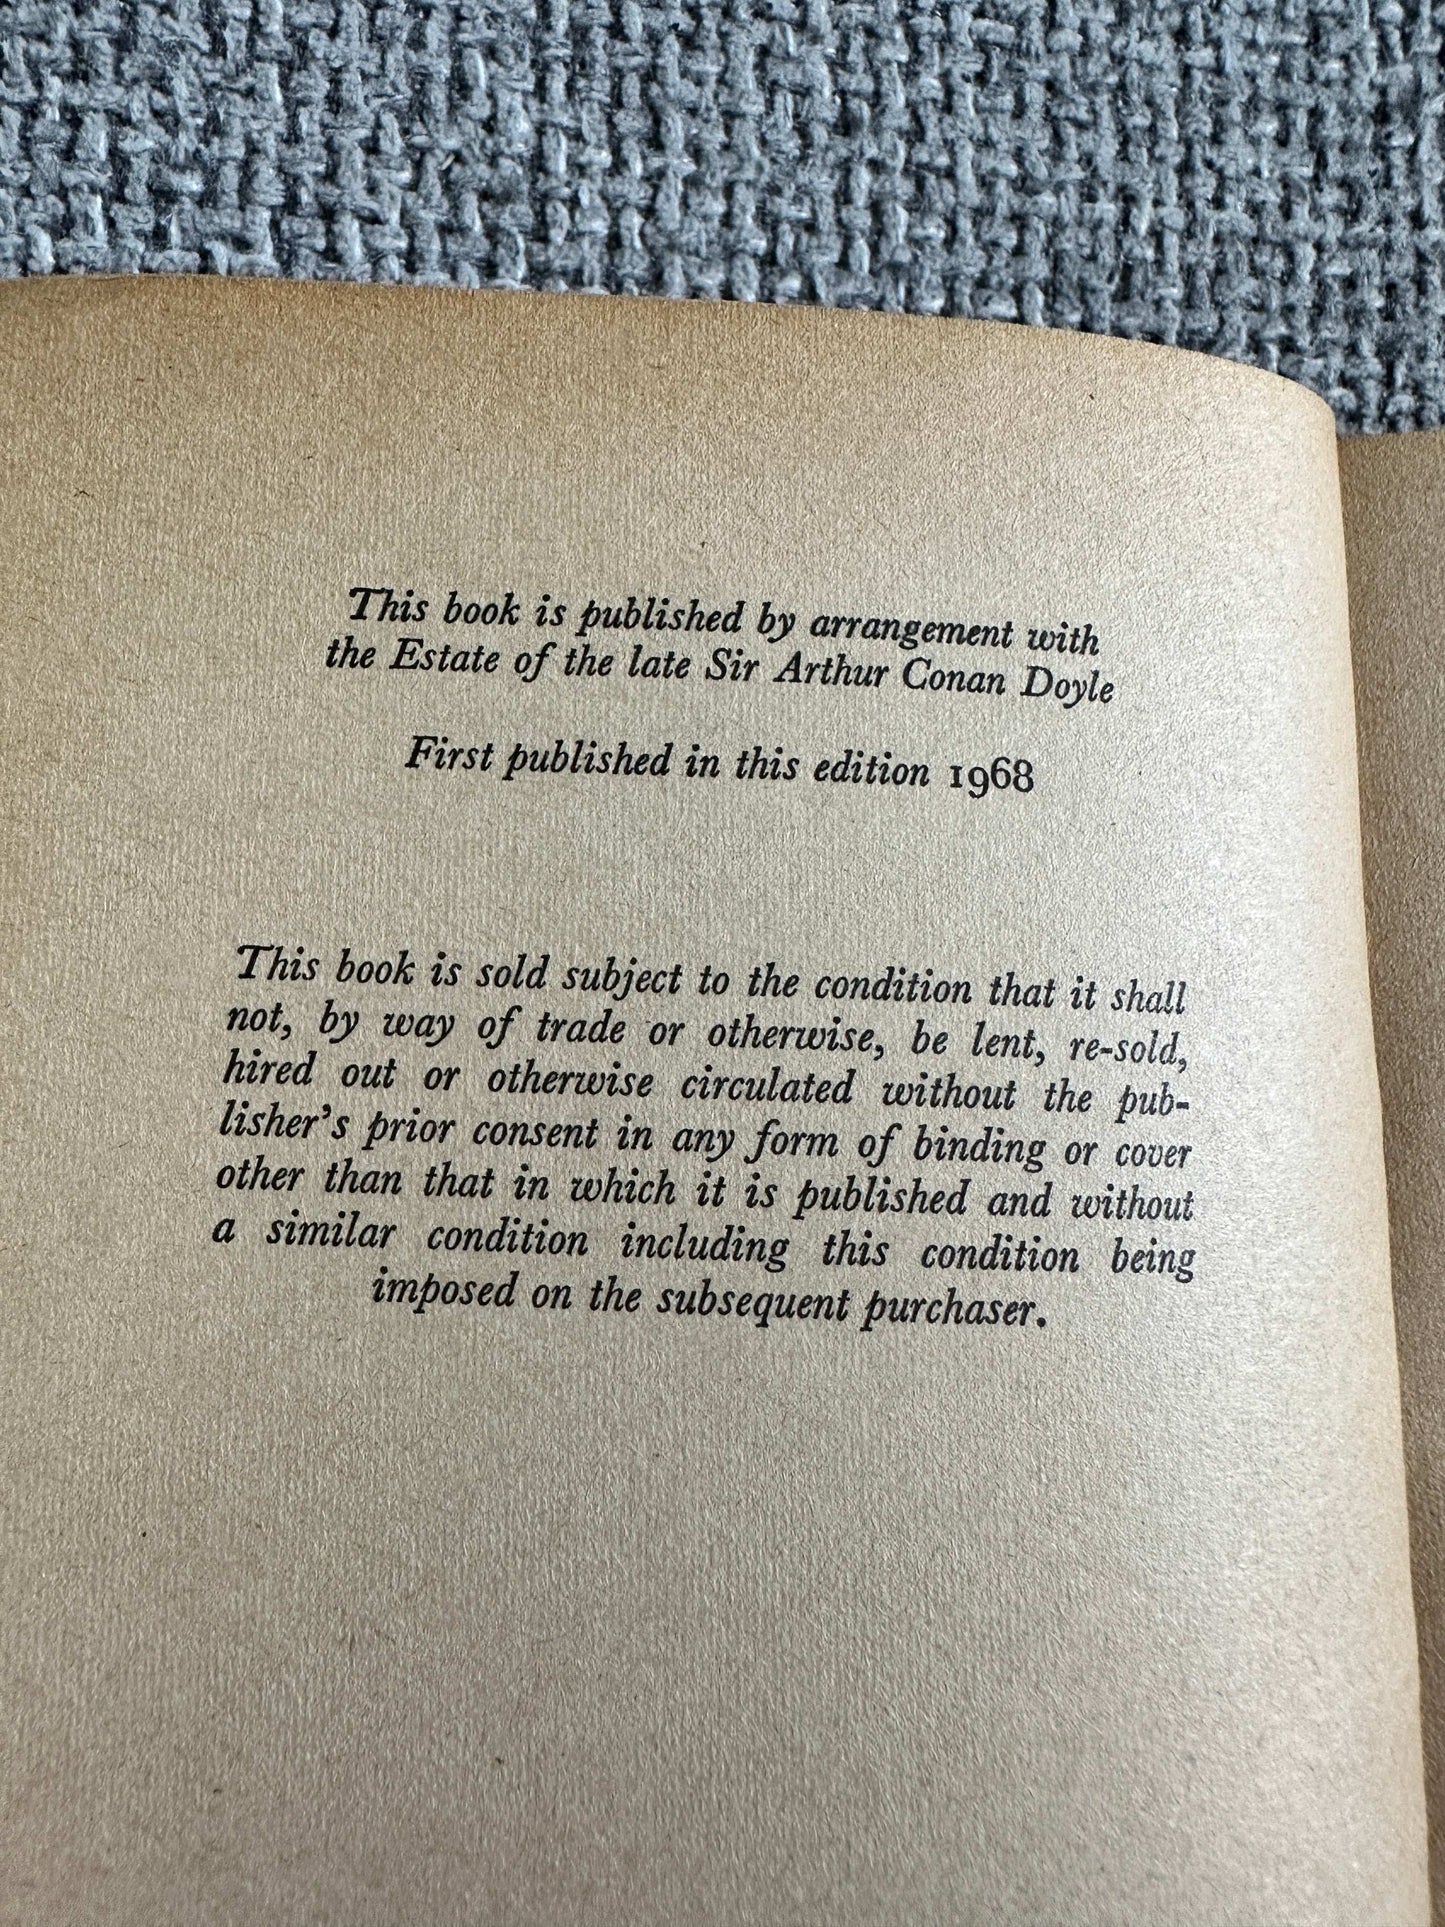 This book is published by arrangement with
the Estate of the late Sir Arthur Conan Doyle
First published in this edition 1968
This book is sold subject to the condition that it shall
not, by way of trade or otherwise, be lent, re-sold,
hired out or otherwise circulated without the pub-
lisher's prior consent in any form of binding or cover
other than that in which it is published and without
a similar condition including this condition being
imposed on the subsequent purchaser.